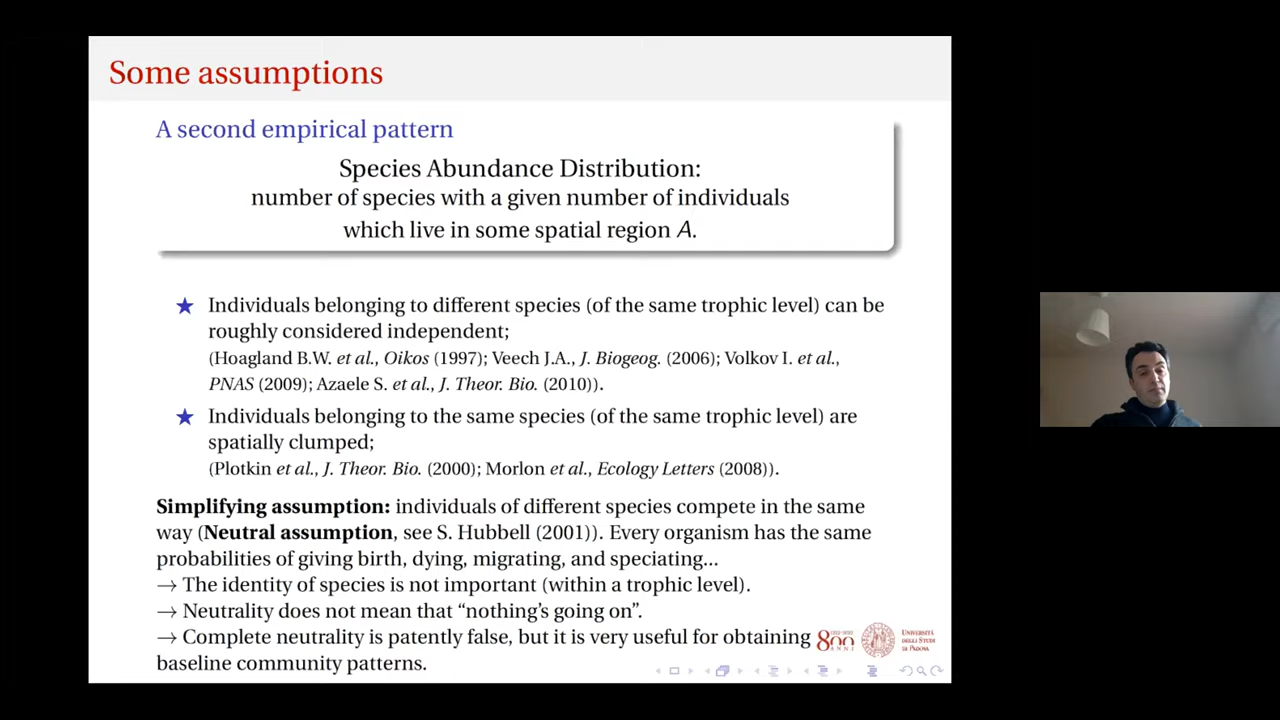 Some assumptions
A second empirical pattern
Species Abundance Distribution:
number of species with a given number of individuals
which live in some spatial region A.
★ Individuals belonging to different species (of the same trophic level) can be
roughly considered independent;
(Hoagland B.W. et al., Oikos (1997); Veech J.A., J. Biogeog. (2006); Volkov I. et al.,
PNAS (2009); Azaele S. et al., J. Theor. Bio. (2010)).
★ Individuals belonging to the same species (of the same trophic level) are
spatially clumped;
(Plotkin et al., J. Theor. Bio. (2000); Morlon et al., Ecology Letters (2008)).
Simplifying assumption: individuals of different species compete in the same
way (Neutral assumption, see S. Hubbell (2001)). Every organism has the same
probabilities of giving birth, dying, migrating, and speciating...
→ The identity of species is not important (within a trophic level).
→ Neutrality does not mean that “nothing’s going on”.
→ Complete neutrality is patently false, but it is very useful for obtaining
baseline community patterns.
800
ANNI
UNIVERSITÀ
DEGLI STUDI
DI PADOVA